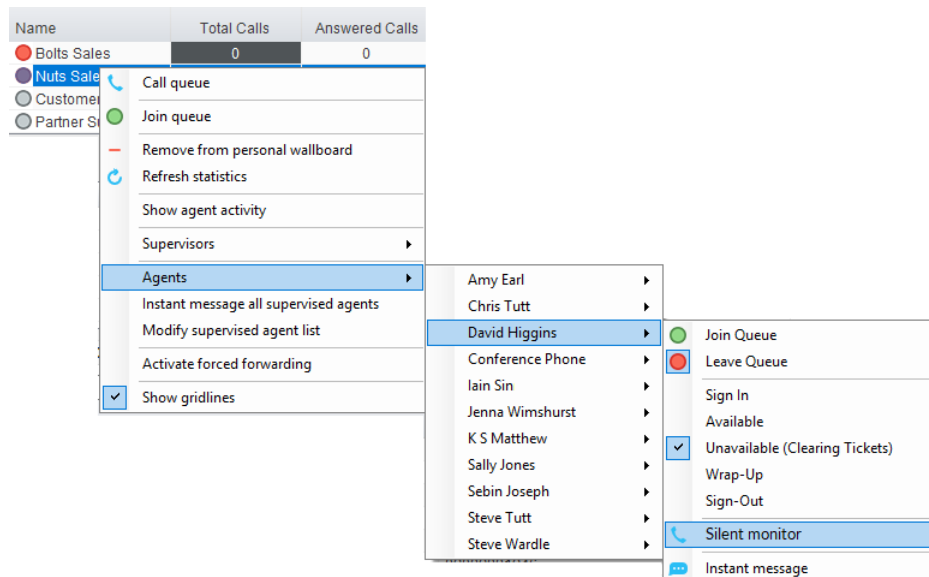 Name Total Calls Answered Calls
Bolts Sales 0 0
Nuts Sale
Customer
Partner S
Call queue
Join queue
Remove from personal wallboard
Refresh statistics
Show agent activity
Supervisors
Agents
Instant message all supervised agents
Modify supervised agent list
Activate forced forwarding
Show gridlines
Amy Earl
Chris Tutt
David Higgins
Conference Phone
Iain Sin
Jenna Wimshurst
K S Matthew
Sally Jones
Sebin Joseph
Steve Tutt
Steve Wardle
Join Queue
Leave Queue
Sign In
Available
Unavailable (Clearing Tickets)
Wrap-Up
Sign-Out
Silent monitor
Instant message